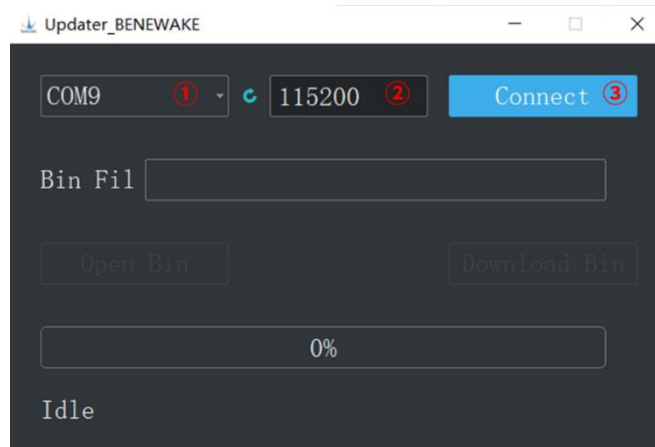 Updater_BENEWAKE
COM9 ① 115200 ② Connect ③
Bin Fil
Open Bin Download Bin
0%
Idle